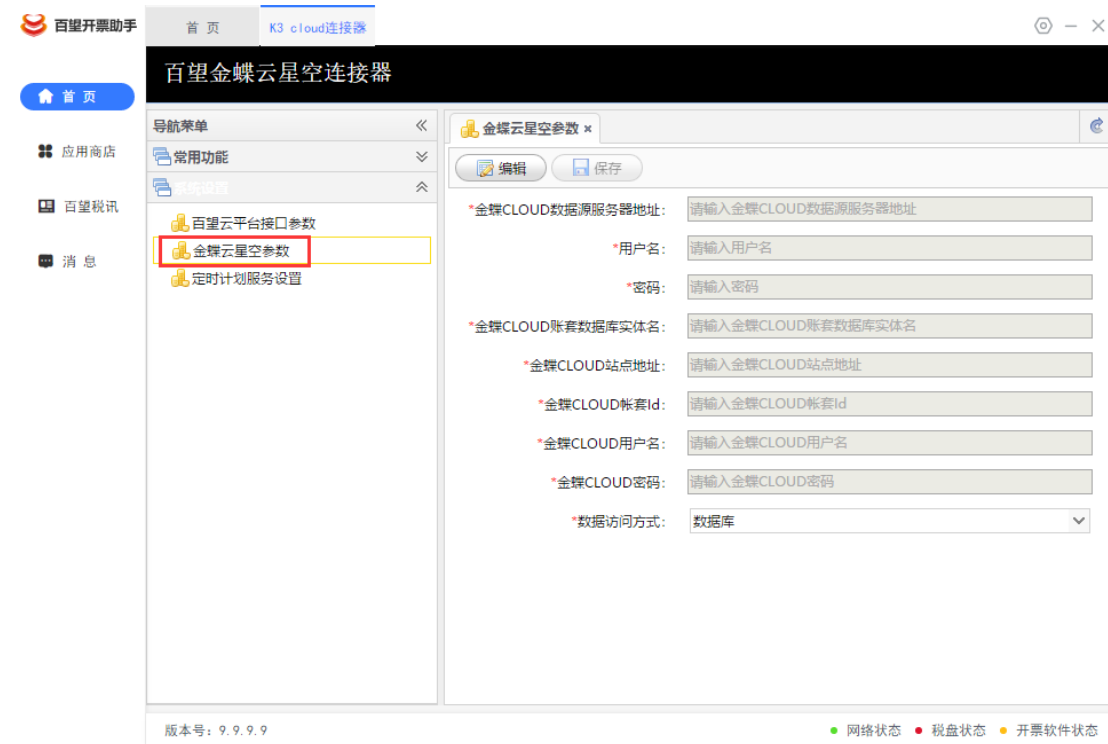 百望开票助手
首 页
K3 cloud连接器
百望金蝶云星空连接器
首 页
应用商店
百望税讯
消 息
导航菜单
常用功能
系统设置
百望云平台接口参数
金蝶云星空参数
定时计划服务设置
金蝶云星空参数
编辑
保存
*金蝶CLOUD数据源服务器地址: 请输入金蝶CLOUD数据源服务器地址
*用户名: 请输入用户名
*密码: 请输入密码
*金蝶CLOUD账套数据库实体名: 请输入金蝶CLOUD账套数据库实体名
*金蝶CLOUD站点地址: 请输入金蝶CLOUD站点地址
*金蝶CLOUD帐套Id: 请输入金蝶CLOUD帐套Id
*金蝶CLOUD用户名: 请输入金蝶CLOUD用户名
*金蝶CLOUD密码: 请输入金蝶CLOUD密码
*数据访问方式: 数据库
版本号: 9.9.9.9
网络状态 税盘状态 开票软件状态